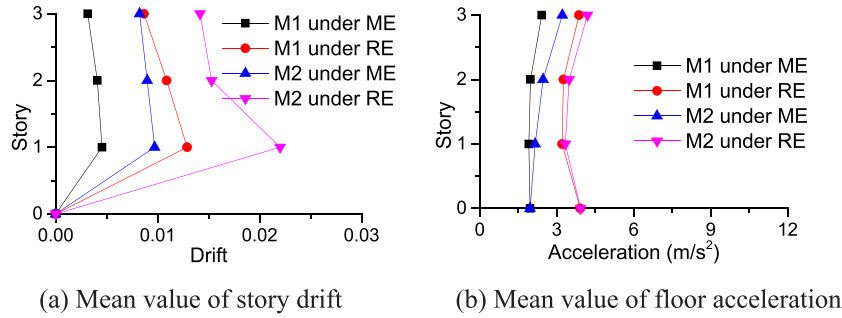 3
2
1
0
Story
0.00
0.01
0.02
0.03
Drift
M1 under ME
M1 under RE
M2 under ME
M2 under RE
(a) Mean value of story drift
3
2
1
0
Story
0
3
6
9
12
Acceleration (m/s²)
M1 under ME
M1 under RE
M2 under ME
M2 under RE
(b) Mean value of floor acceleration